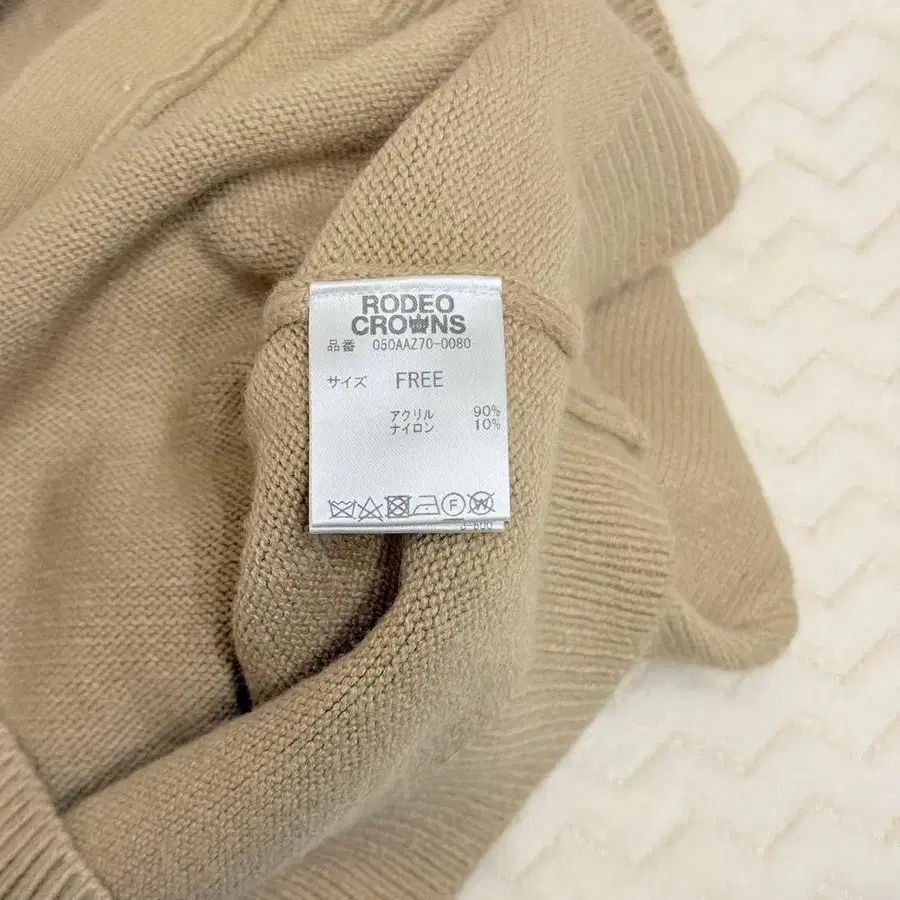 RODEO
CROWNS
品番 050AAZ70-0080
サイズ FREE
アクリル 90%
ナイロン 10%
F W